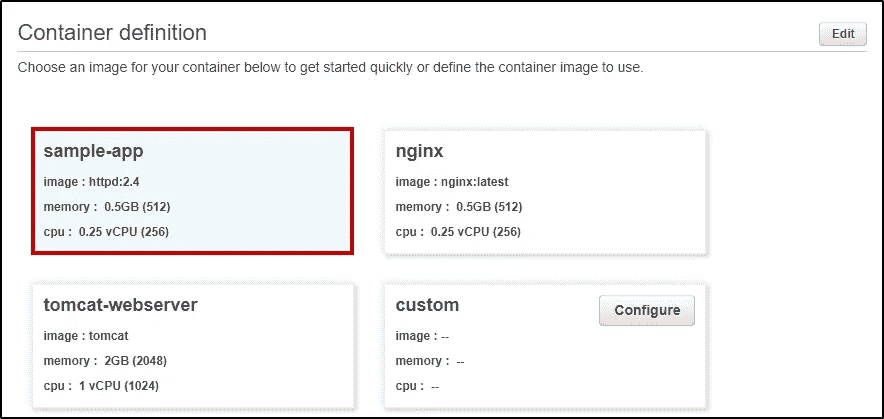 Container definition
Edit
Choose an image for your container below to get started quickly or define the container image to use.
sample-app
image : httpd:2.4
memory : 0.5GB (512)
cpu : 0.25 vCPU (256)
nginx
image : nginx:latest
memory : 0.5GB (512)
cpu : 0.25 vCPU (256)
tomcat-webserver
image : tomcat
memory : 2GB (2048)
cpu : 1 vCPU (1024)
custom
Configure
image : --
memory : --
cpu : --